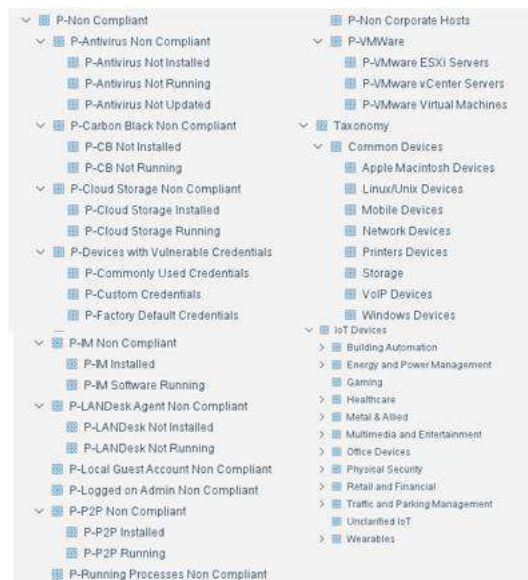 P-Non Compliant
P-Antivirus Non Compliant
P-Antivirus Not Installed
P-Antivirus Not Running
P-Antivirus Not Updated
P-Carbon Black Non Compliant
P-CB Not Installed
P-CB Not Running
P-Cloud Storage Non Compliant
P-Cloud Storage Installed
P-Cloud Storage Running
P-Devices with Vulnerable Credentials
P-Commonly Used Credentials
P-Custom Credentials
P-Factory Default Credentials
P-IM Non Compliant
P-IM Installed
P-IM Software Running
P-LANDesk Agent Non Compliant
P-LANDesk Not Installed
P-LANDesk Not Running
P-Local Guest Account Non Compliant
P-Logged on Admin Non Compliant
P-P2P Non Compliant
P-P2P Installed
P-P2P Running
P-Running Processes Non Compliant
P-Non Corporate Hosts
P-VMWare
P-VMware ESXi Servers
P-VMware vCenter Servers
P-VMware Virtual Machines
Taxonomy
Common Devices
Apple Macintosh Devices
Linux/Unix Devices
Mobile Devices
Network Devices
Printers Devices
Storage
VoIP Devices
Windows Devices
IoT Devices
Building Automation
Energy and Power Management
Gaming
Healthcare
Metal & Allied
Multimedia and Entertainment
Office Devices
Physical Security
Retail and Financial
Traffic and Parking Management
Unclarified IoT
Wearables